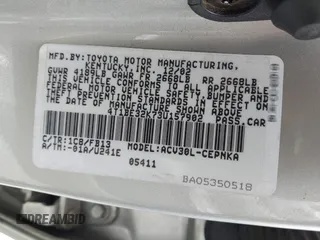 MFD.BY:TOYOTA MOTOR MANUFACTURING,
KENTUCKY,INC. 12/02
GVWR 4189LB GAWR FR 2668LB RR 2668LB
THIS VEHICLE CONFORMS TO ALL APPLICABLE
FEDERAL MOTOR VEHICLE SAFETY, BUMPER, AND
THEFT PREVENTION STANDARDS IN EFFECT ON
THE DATE OF MANUFACTURE SHOWN ABOVE.
4T1BE32K73U157902
PASS. CAR
C/TR:1C8/FB13 MODEL:ACV30L-CEPNKA
A/TM:-01A/U241E
05411
BA05350518
DREAMBID